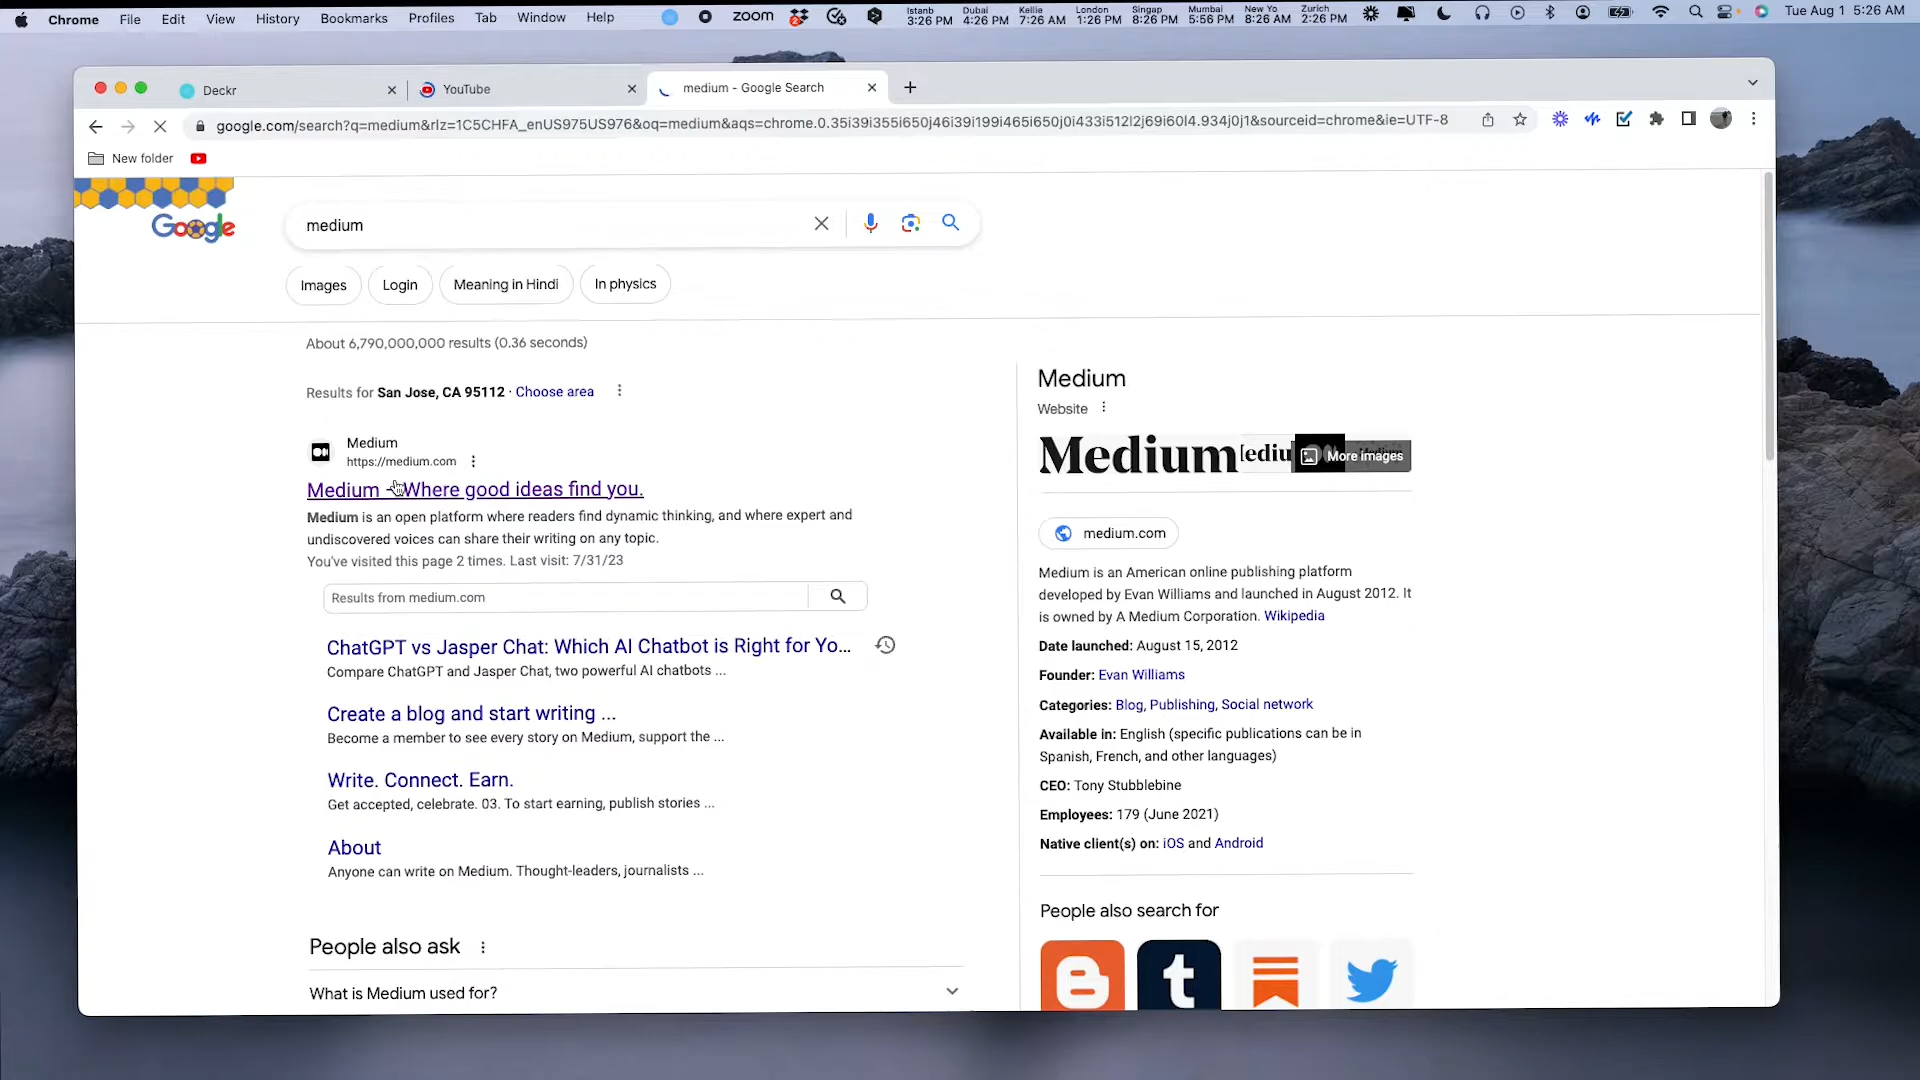 Chrome File Edit View History Bookmarks Profiles Tab Window Help zoom
Istanb 3:26 PM Dubai 4:26 PM Kellie 7:26 AM London 1:26 PM Singap 8:26 PM Mumbai 5:56 PM New Yo 8:26 AM Zurich 2:26 PM
Tue Aug 1 5:26 AM
Deckr YouTube medium - Google Search
google.com/search?q=medium&rlz=1C5CHFA_enUS975US976&oq=medium&aqs=chrome.0.35i39i355i650j46i39i199i465i650j0i433i512l2j69i60l4.934j0j1&sourceid=chrome&ie=UTF-8
New folder
Google
medium
Images Login Meaning in Hindi In physics
About 6,790,000,000 results (0.36 seconds)
Results for San Jose, CA 95112 · Choose area
Medium
https://medium.com
Medium – Where good ideas find you.
Medium is an open platform where readers find dynamic thinking, and where expert and
undiscovered voices can share their writing on any topic.
You've visited this page 2 times. Last visit: 7/31/23
Results from medium.com
ChatGPT vs Jasper Chat: Which AI Chatbot is Right for Yo...
Compare ChatGPT and Jasper Chat, two powerful AI chatbots ...
Create a blog and start writing ...
Become a member to see every story on Medium, support the ...
Write. Connect. Earn.
Get accepted, celebrate. 03. To start earning, publish stories ...
About
Anyone can write on Medium. Thought-leaders, journalists ...
People also ask
What is Medium used for?
Medium
Website
Medium
More images
medium.com
Medium is an American online publishing platform
developed by Evan Williams and launched in August 2012. It
is owned by A Medium Corporation. Wikipedia
Date launched: August 15, 2012
Founder: Evan Williams
Categories: Blog, Publishing, Social network
Available in: English (specific publications can be in
Spanish, French, and other languages)
CEO: Tony Stubblebine
Employees: 179 (June 2021)
Native client(s) on: iOS and Android
People also search for